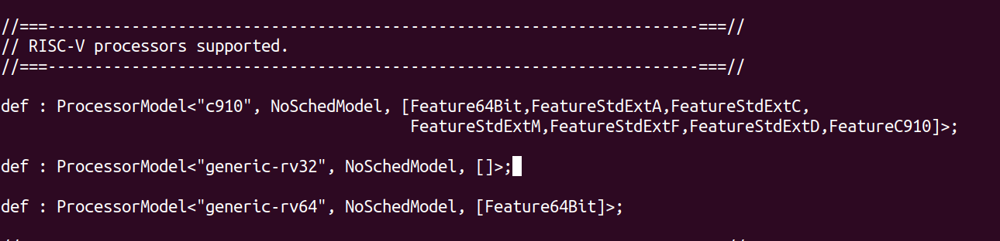 //===----------------------------------------------------------------------===//
// RISC-V processors supported.
//===----------------------------------------------------------------------===//
def : ProcessorModel<"c910", NoSchedModel, [Feature64Bit,FeatureStdExtA,FeatureStdExtC,
FeatureStdExtM,FeatureStdExtF,FeatureStdExtD,FeatureC910]>;
def : ProcessorModel<"generic-rv32", NoSchedModel, []>;
def : ProcessorModel<"generic-rv64", NoSchedModel, [Feature64Bit]>;